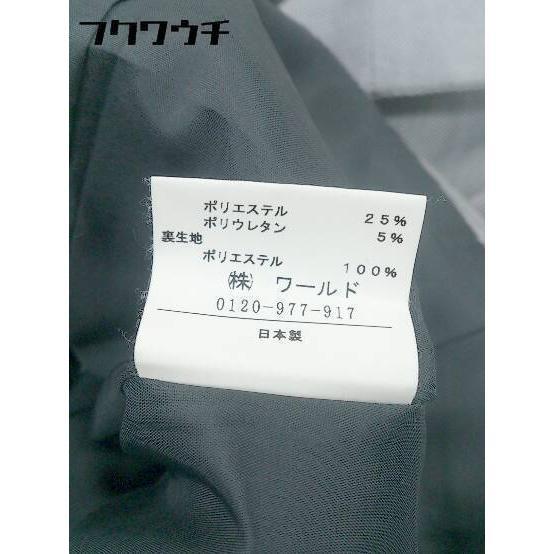 フクワウチ
ポリエステル 25%
ポリウレタン 5%
裏生地
ポリエステル 100%
㈱ ワールド
0120-977-917
日本製